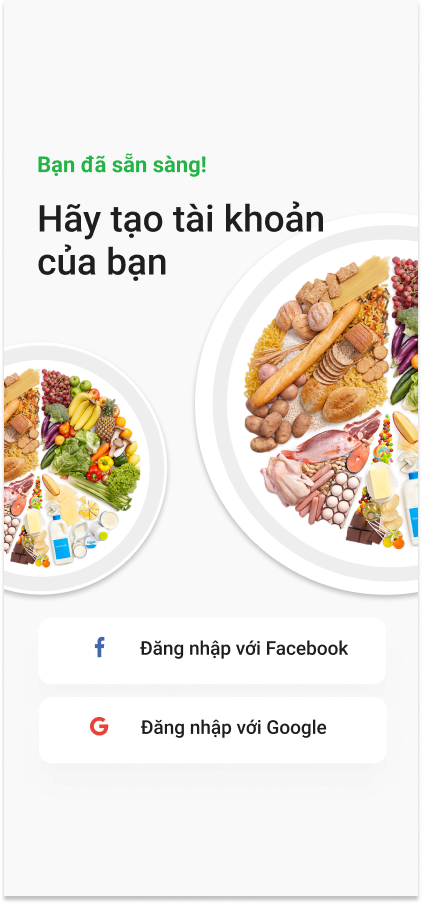 Bạn đã sẵn sàng!
Hãy tạo tài khoản
của bạn
Đăng nhập với Facebook
Đăng nhập với Google